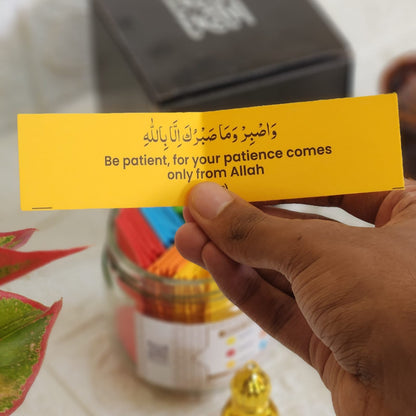 وَاصْبِرْ وَمَا صَبْرُكَ اِلَّا بِاللّٰهِ
Be patient, for your patience comes
only from Allah